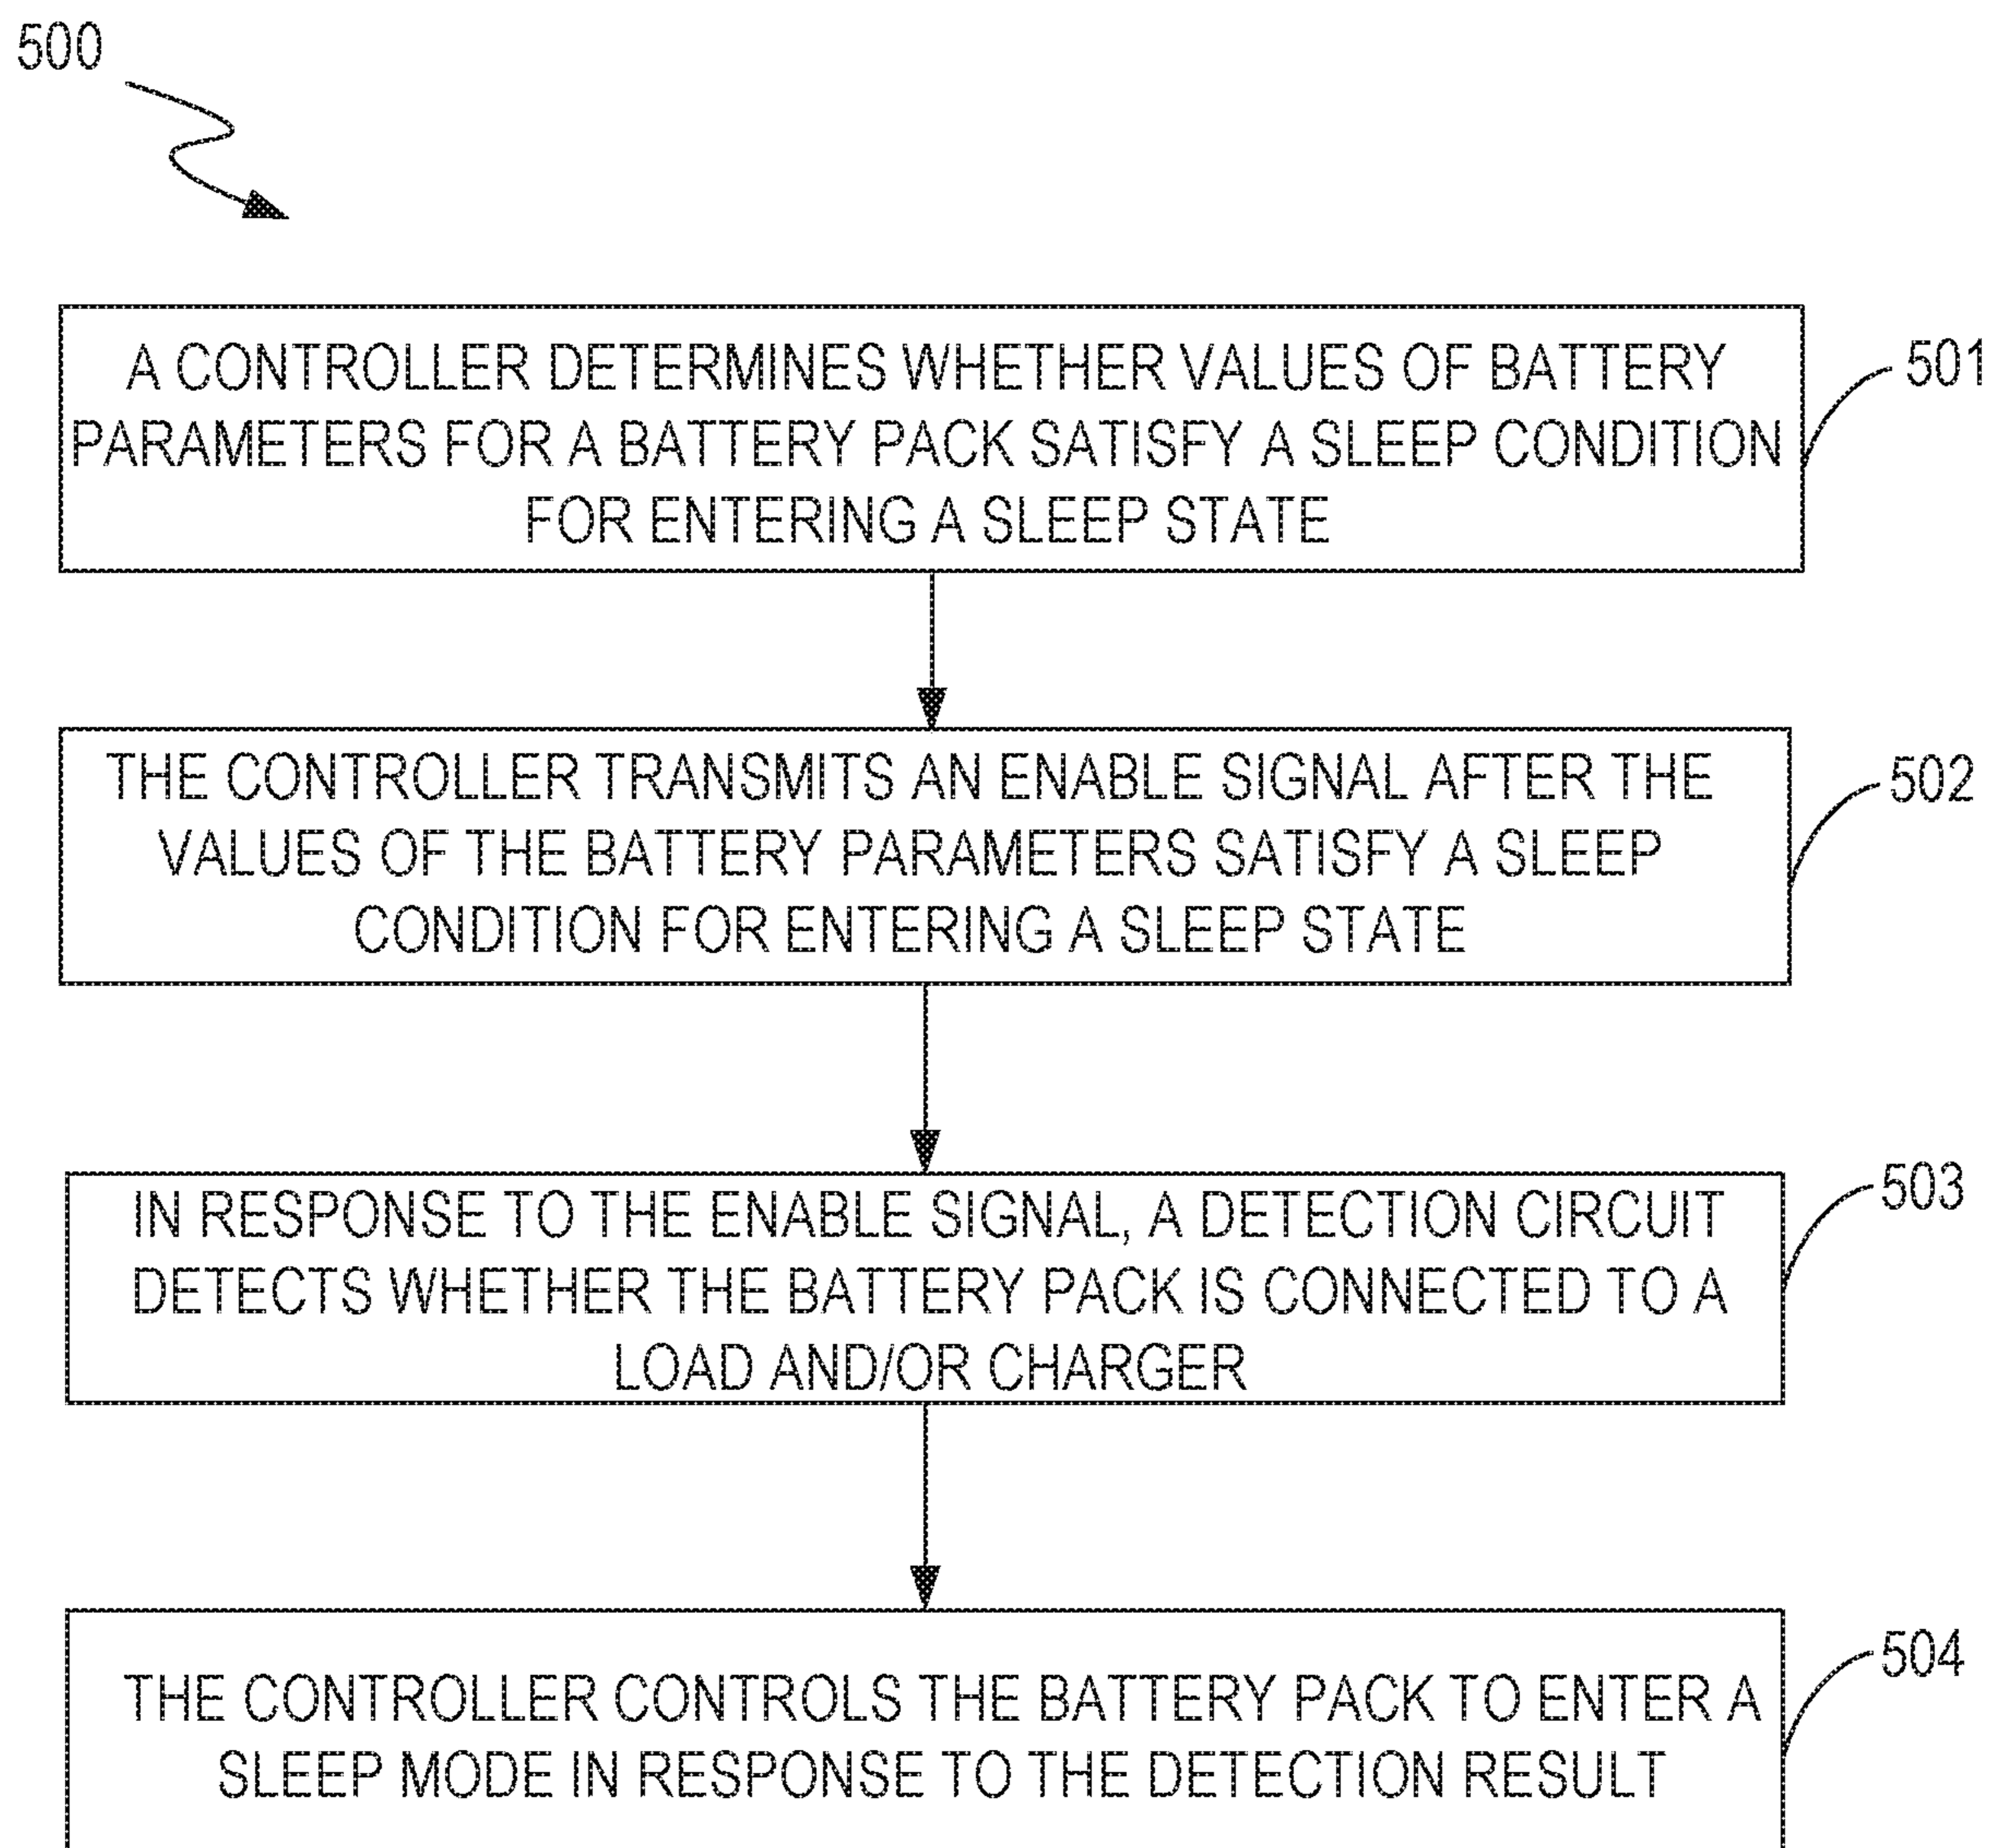 500
A CONTROLLER DETERMINES WHETHER VALUES OF BATTERY
PARAMETERS FOR A BATTERY PACK SATISFY A SLEEP CONDITION
FOR ENTERING A SLEEP STATE
501
THE CONTROLLER TRANSMITS AN ENABLE SIGNAL AFTER THE
VALUES OF THE BATTERY PARAMETERS SATISFY A SLEEP
CONDITION FOR ENTERING A SLEEP STATE
502
IN RESPONSE TO THE ENABLE SIGNAL, A DETECTION CIRCUIT
DETECTS WHETHER THE BATTERY PACK IS CONNECTED TO A
LOAD AND/OR CHARGER
503
THE CONTROLLER CONTROLS THE BATTERY PACK TO ENTER A
SLEEP MODE IN RESPONSE TO THE DETECTION RESULT
504